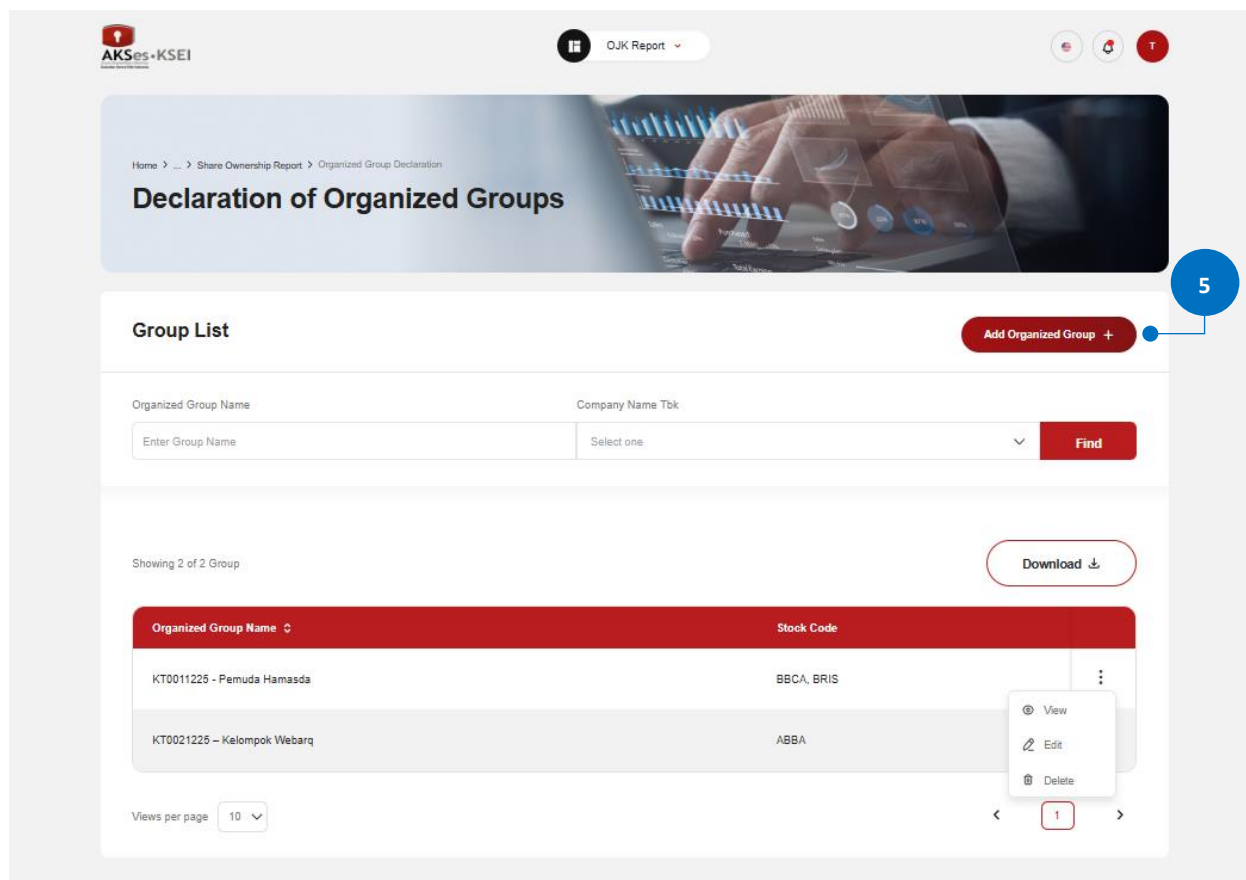 AKSes-KSEI
OJK Report
T
Home > ... > Share Ownership Report > Organized Group Declaration
Declaration of Organized Groups
5
Group List
Add Organized Group +
Organized Group Name
Company Name Tbk
Enter Group Name
Select one
Find
Showing 2 of 2 Group
Download
Organized Group Name
Stock Code
KT0011225 - Pemuda Hamasda
BBCA, BRIS
View
KT0021225 – Kelompok Webarq
ABBA
Edit
Delete
Views per page 10
< 1 >